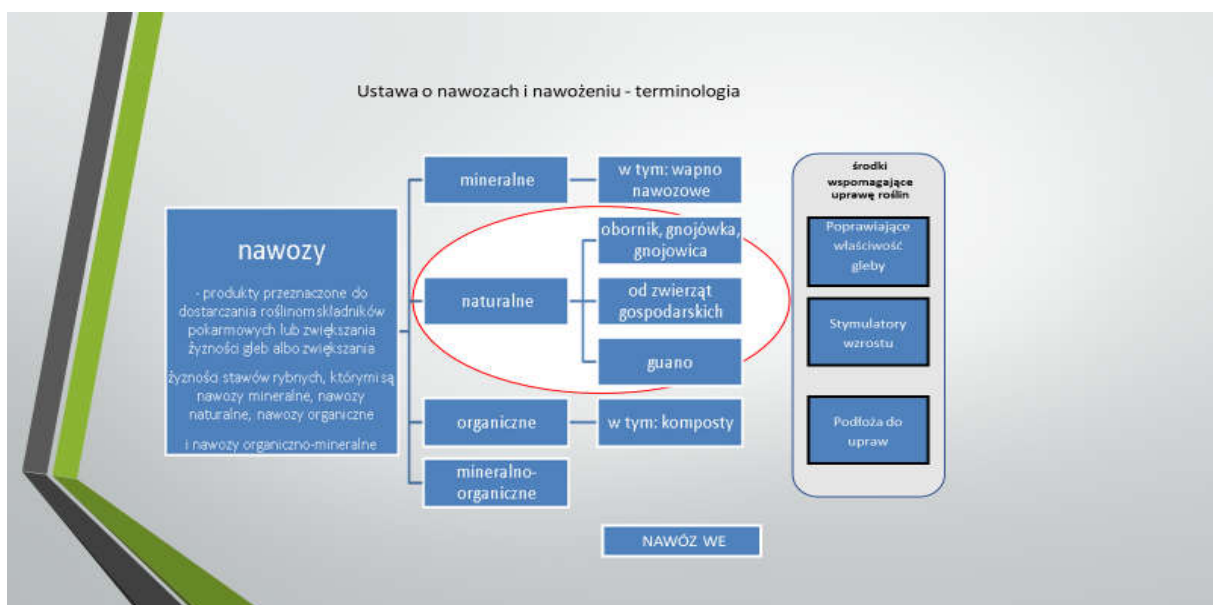 Ustawa o nawozach i nawożeniu - terminologia
nawozy
- produkty przeznaczone do
dostarczania roślinom składników
pokarmowych lub zwiększania
żyzności gleb albo zwiększania
żyzności stawów rybnych, którymi są
nawozy mineralne, nawozy
naturalne, nawozy organiczne
i nawozy organiczno-mineralne
mineralne
w tym: wapno
nawozowe
naturalne
obornik, gnojówka,
gnojowica
od zwierząt
gospodarskich
guano
organiczne
w tym: komposty
mineralno-
organiczne
NAWÓZ WE
środki
wspomagające
uprawę roślin
Poprawiające
właściwość
gleby
Stymulatory
wzrostu
Podłoża do
upraw